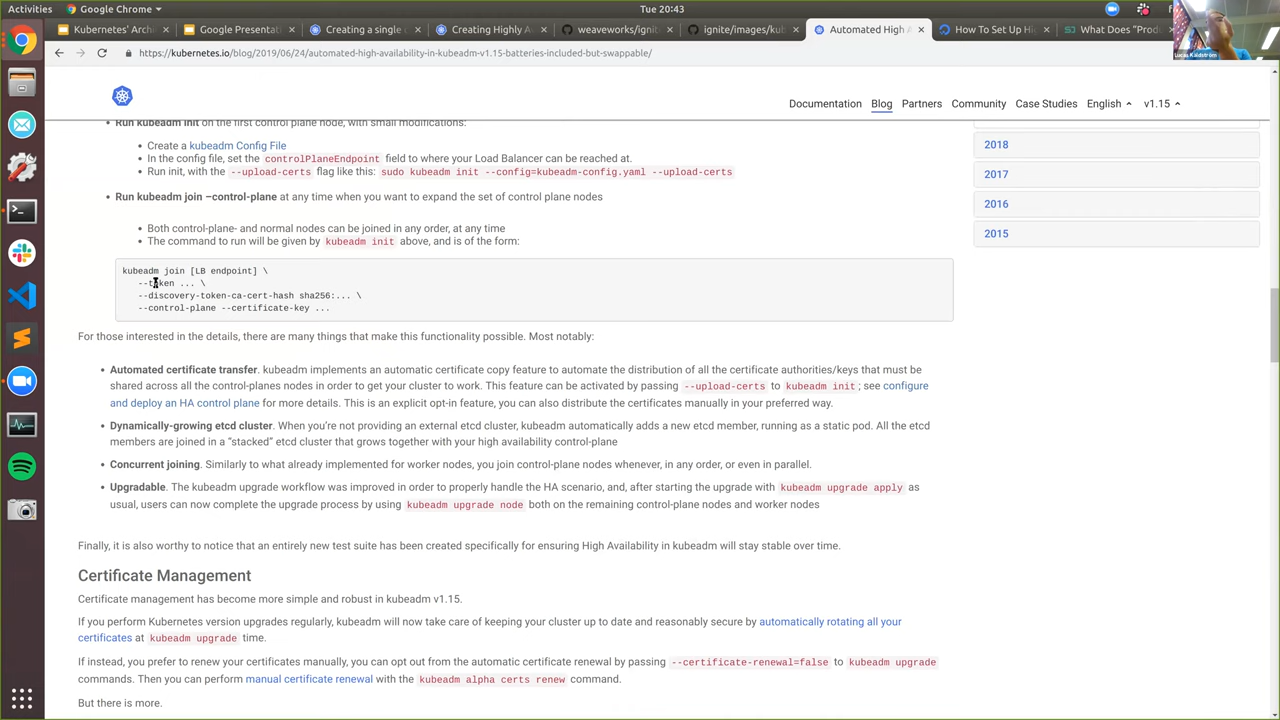 Activities
Google Chrome
Tue 20:43
Kubernetes' Archi
Google Presentati
Creating a single c
Creating Highly Av
weaveworks/ignite
ignite/images/kub
Automated High A
How To Set Up Hig
What Does “Produ
https://kubernetes.io/blog/2019/06/24/automated-high-availability-in-kubeadm-v1.15-batteries-included-but-swappable/
Lucas Käldström
Documentation Blog Partners Community Case Studies English v1.15
• Run kubeadm init on the first control plane node, with small modifications:
◦ Create a kubeadm Config File
◦ In the config file, set the controlPlaneEndpoint field to where your Load Balancer can be reached at.
◦ Run init, with the --upload-certs flag like this: sudo kubeadm init --config=kubeadm-config.yaml --upload-certs
• Run kubeadm join –control-plane at any time when you want to expand the set of control plane nodes
◦ Both control-plane- and normal nodes can be joined in any order, at any time
◦ The command to run will be given by kubeadm init above, and is of the form:
kubeadm join [LB endpoint] \
--token ... \
--discovery-token-ca-cert-hash sha256:... \
--control-plane --certificate-key ...
For those interested in the details, there are many things that make this functionality possible. Most notably:
• Automated certificate transfer. kubeadm implements an automatic certificate copy feature to automate the distribution of all the certificate authorities/keys that must be
shared across all the control-planes nodes in order to get your cluster to work. This feature can be activated by passing --upload-certs to kubeadm init; see configure
and deploy an HA control plane for more details. This is an explicit opt-in feature, you can also distribute the certificates manually in your preferred way.
• Dynamically-growing etcd cluster. When you’re not providing an external etcd cluster, kubeadm automatically adds a new etcd member, running as a static pod. All the etcd
members are joined in a “stacked” etcd cluster that grows together with your high availability control-plane
• Concurrent joining. Similarly to what already implemented for worker nodes, you join control-plane nodes whenever, in any order, or even in parallel.
• Upgradable. The kubeadm upgrade workflow was improved in order to properly handle the HA scenario, and, after starting the upgrade with kubeadm upgrade apply as
usual, users can now complete the upgrade process by using kubeadm upgrade node both on the remaining control-plane nodes and worker nodes
Finally, it is also worthy to notice that an entirely new test suite has been created specifically for ensuring High Availability in kubeadm will stay stable over time.
Certificate Management
Certificate management has become more simple and robust in kubeadm v1.15.
If you perform Kubernetes version upgrades regularly, kubeadm will now take care of keeping your cluster up to date and reasonably secure by automatically rotating all your
certificates at kubeadm upgrade time.
If instead, you prefer to renew your certificates manually, you can opt out from the automatic certificate renewal by passing --certificate-renewal=false to kubeadm upgrade
commands. Then you can perform manual certificate renewal with the kubeadm alpha certs renew command.
But there is more.
2018
2017
2016
2015